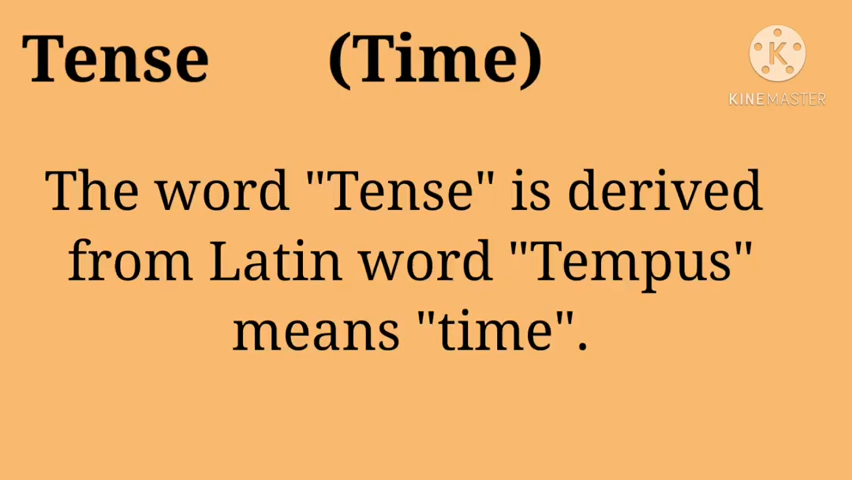 Tense (Time)
KINEMASTER
The word "Tense" is derived
from Latin word "Tempus"
means "time".